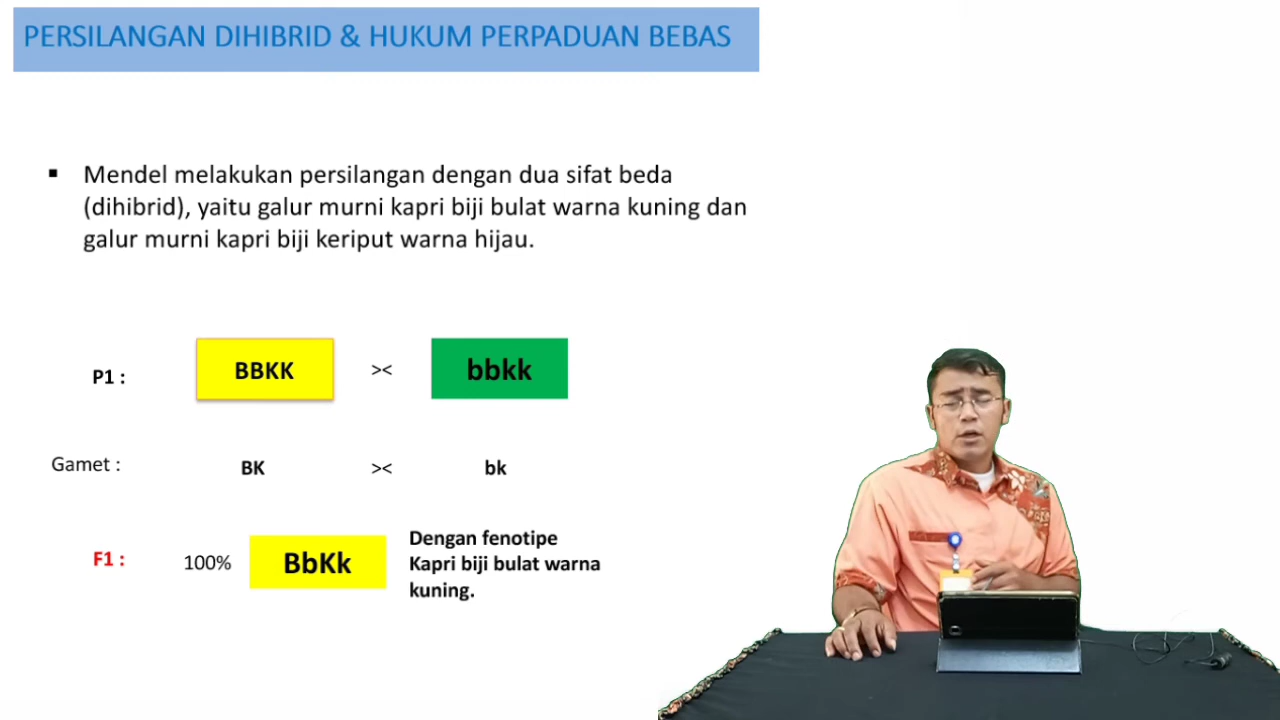 PERSILANGAN DIHIBRID & HUKUM PERPADUAN BEBAS
▪ Mendel melakukan persilangan dengan dua sifat beda
(dihibrid), yaitu galur murni kapri biji bulat warna kuning dan
galur murni kapri biji keriput warna hijau.
P1 : BBKK >< bbkk
Gamet : BK >< bk
F1 : 100% BbKk Dengan fenotipe
Kapri biji bulat warna
kuning.